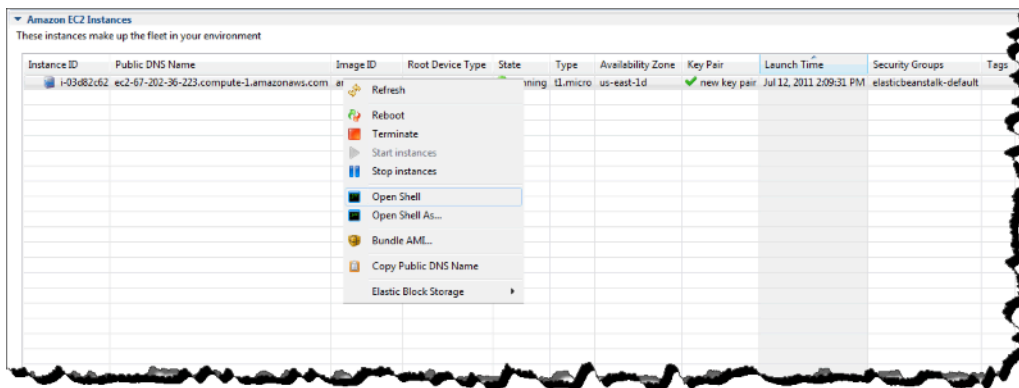 Amazon EC2 Instances
These instances make up the fleet in your environment
Instance ID Public DNS Name Image ID Root Device Type State Type Availability Zone Key Pair Launch Time Security Groups Tags
i-03d82c62 ec2-67-202-36-223.compute-1.amazonaws.com t1.micro us-east-1d new key pair Jul 12, 2011 2:09:31 PM elasticbeanstalk-default
Refresh
Reboot
Terminate
Start instances
Stop instances
Open Shell
Open Shell As...
Bundle AMI...
Copy Public DNS Name
Elastic Block Storage